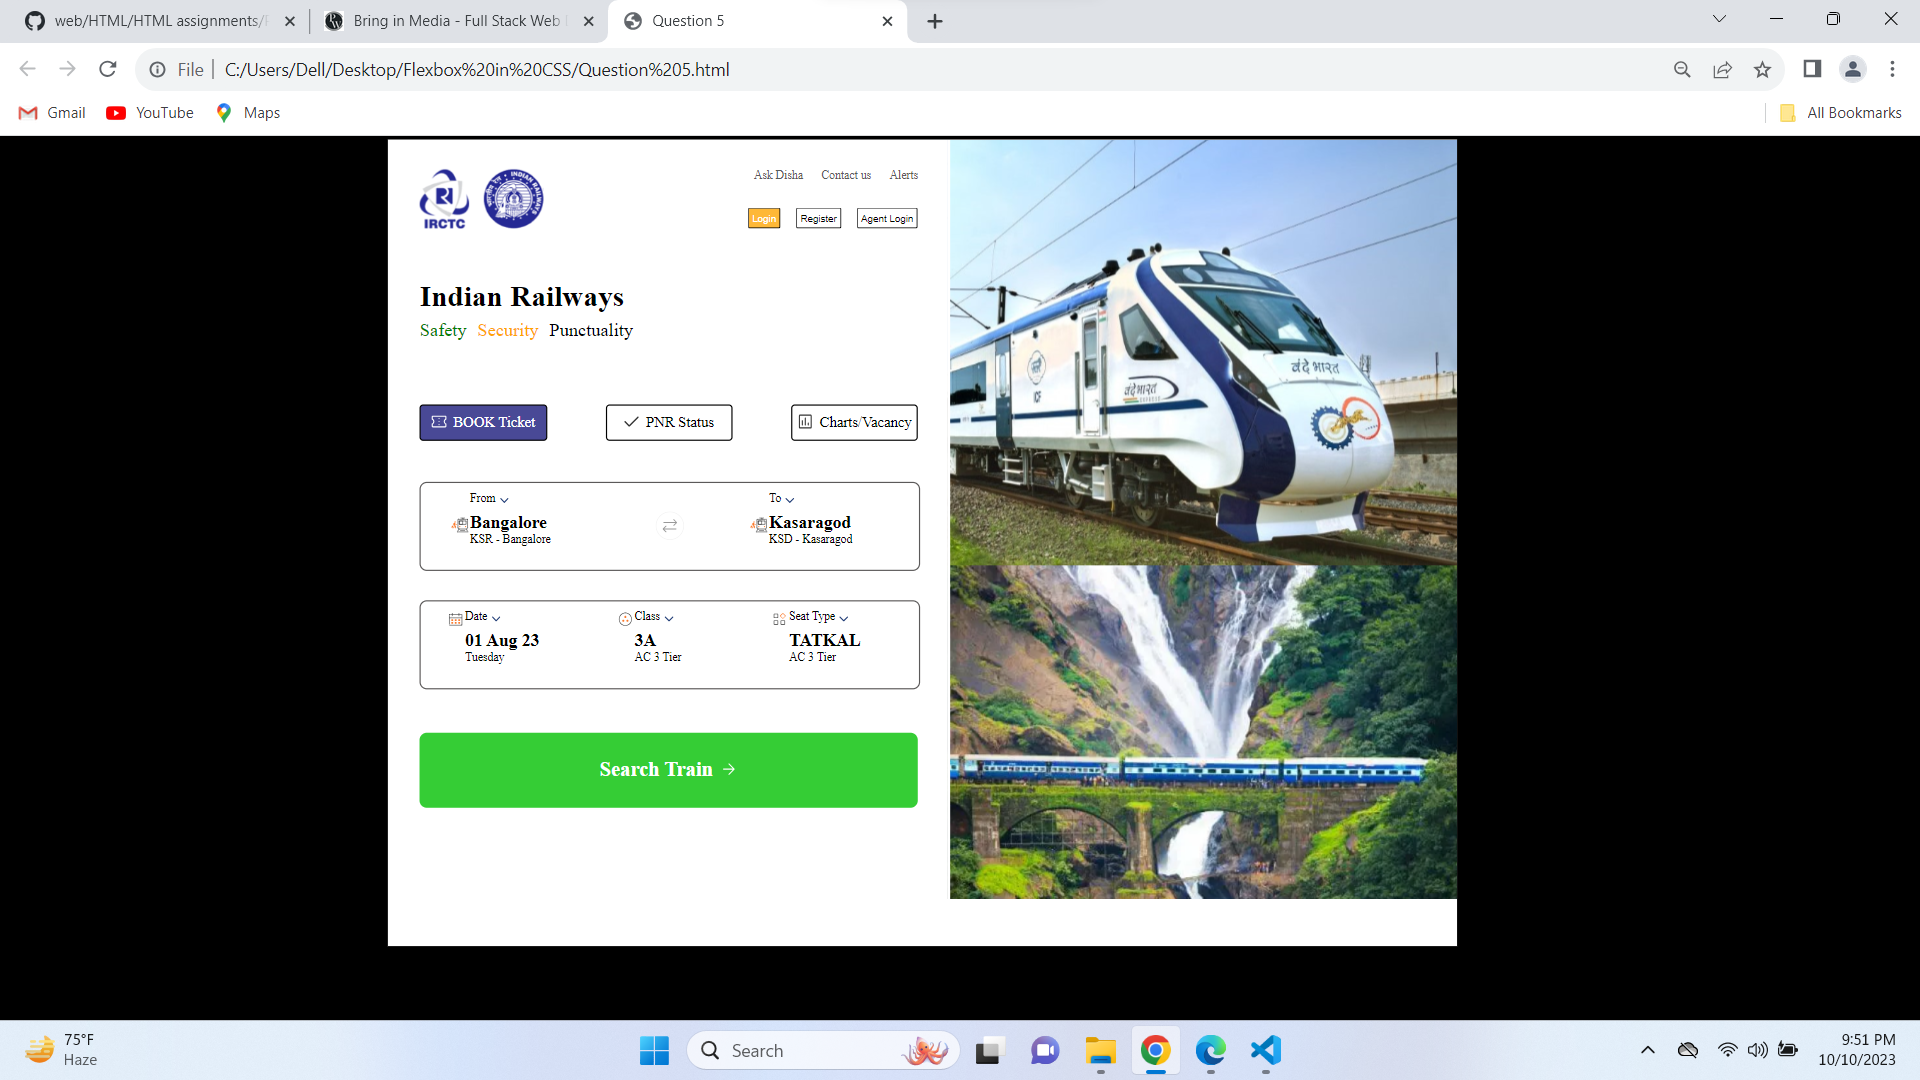 web/HTML/HTML assignments/
Bring in Media - Full Stack Web
Question 5
File
C:/Users/Dell/Desktop/Flexbox%20in%20CSS/Question%205.html
Gmail
YouTube
Maps
All Bookmarks
IRCTC
INDIAN RAILWAYS
Ask Disha Contact us Alerts
Login Register Agent Login
Indian Railways
Safety Security Punctuality
BOOK Ticket PNR Status Charts/Vacancy
From To
Bangalore Kasaragod
KSR - Bangalore KSD - Kasaragod
Date Class Seat Type
01 Aug 23 3A TATKAL
Tuesday AC 3 Tier AC 3 Tier
Search Train
वंदे भारत
वंदे भारत
ICF
75°F
Haze
Search
9:51 PM
10/10/2023